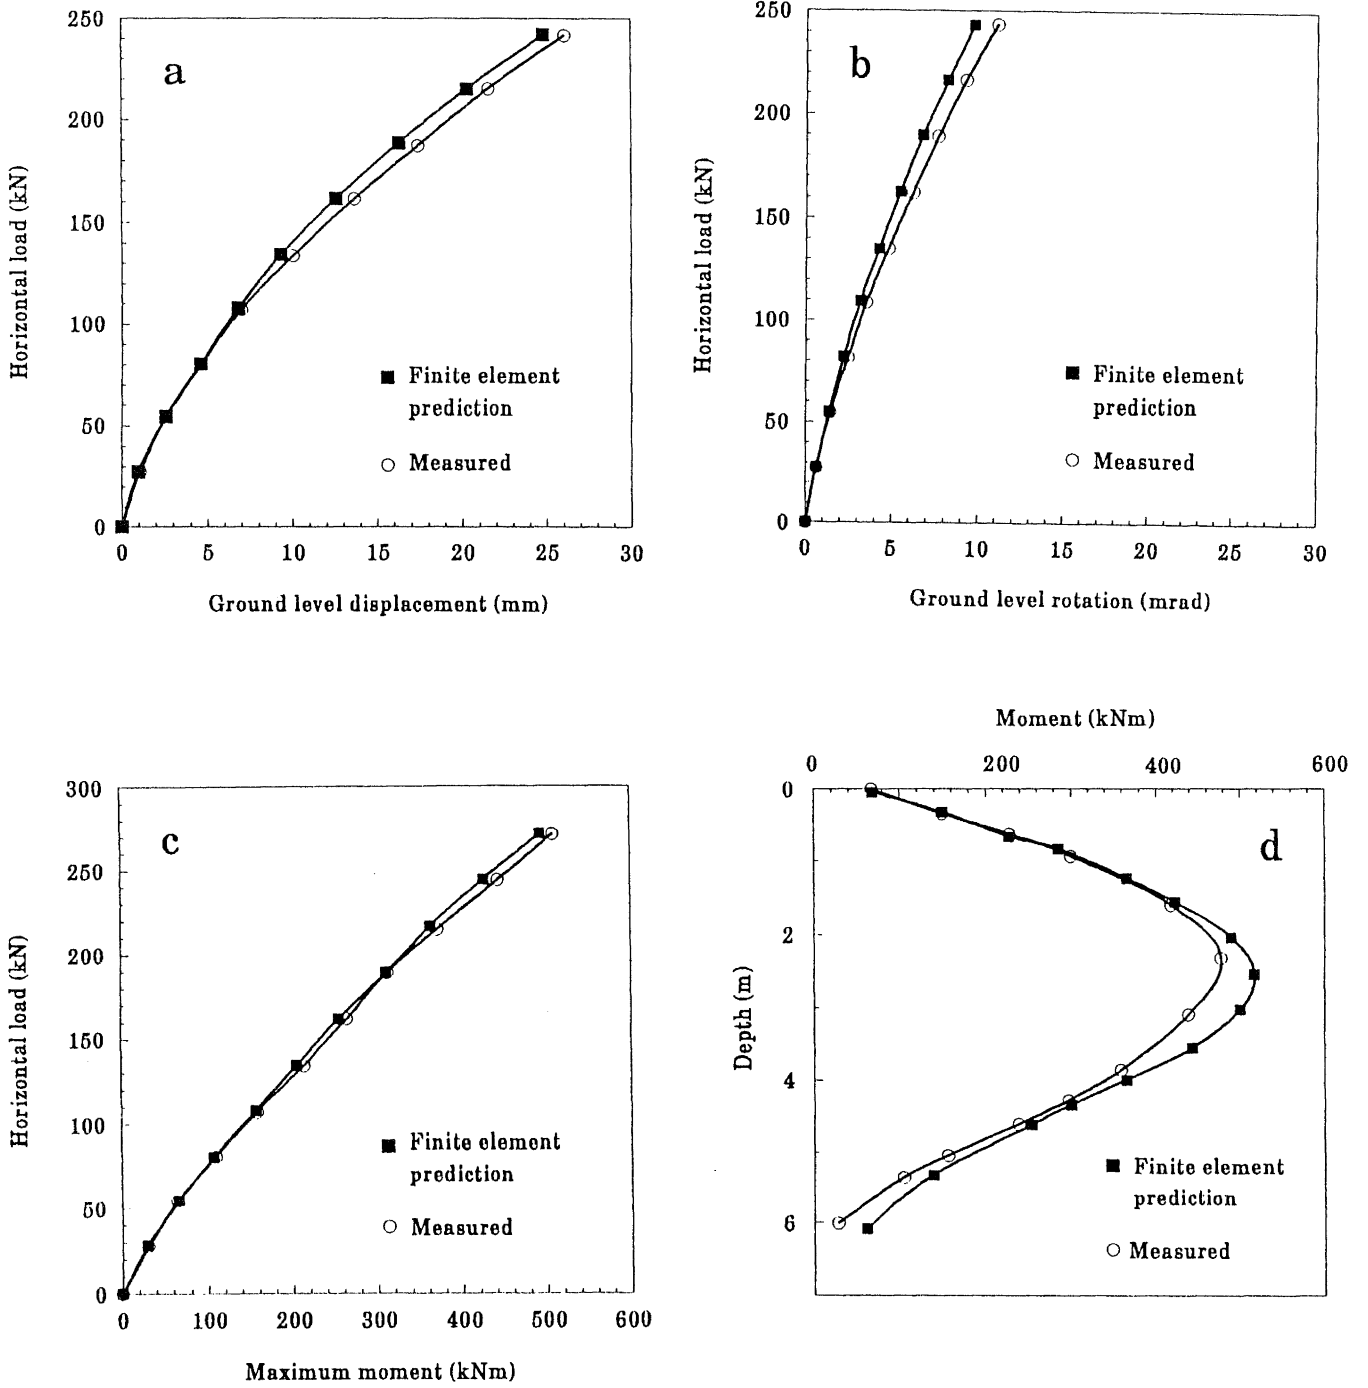 a
250
200
150
100
50
0
Horizontal load (kN)
Finite element
prediction
Measured
0 5 10 15 20 25 30
Ground level displacement (mm)
b
250
200
150
100
50
0
Horizontal load (kN)
Finite element
prediction
Measured
0 5 10 15 20 25 30
Ground level rotation (mrad)
c
300
250
200
150
100
50
0
Horizontal load (kN)
Finite element
prediction
Measured
0 100 200 300 400 500 600
Maximum moment (kNm)
Moment (kNm)
0 200 400 600
d
0
2
4
6
Depth (m)
Finite element
prediction
Measured